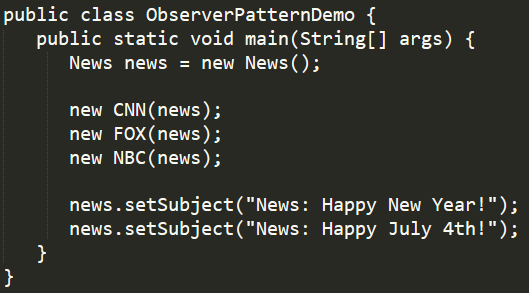 public class ObserverPatternDemo {
   public static void main(String[] args) {
      News news = new News();

      new CNN(news);
      new FOX(news);
      new NBC(news);

      news.setSubject("News: Happy New Year!");
      news.setSubject("News: Happy July 4th!");
   }
}